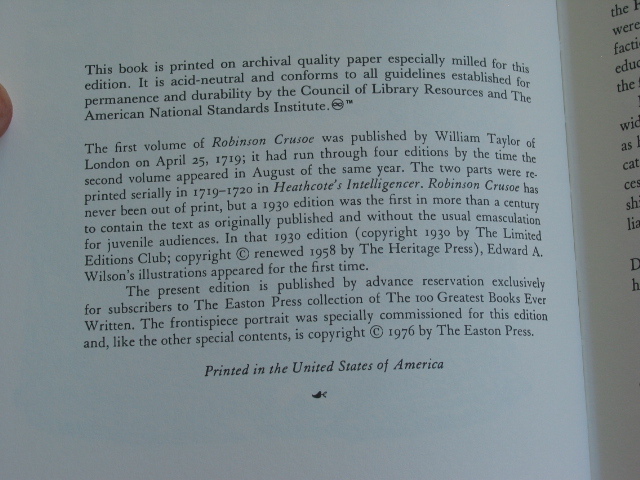 This book is printed on archival quality paper especially milled for this
edition. It is acid-neutral and conforms to all guidelines established for
permanence and durability by the Council of Library Resources and The
American National Standards Institute.♾™
The first volume of Robinson Crusoe was published by William Taylor of
London on April 25, 1719; it had run through four editions by the time the
second volume appeared in August of the same year. The two parts were re-
printed serially in 1719–1720 in Heathcote's Intelligencer. Robinson Crusoe has
never been out of print, but a 1930 edition was the first in more than a century
to contain the text as originally published and without the usual emasculation
for juvenile audiences. In that 1930 edition (copyright 1930 by The Limited
Editions Club; copyright © renewed 1958 by The Heritage Press), Edward A.
Wilson's illustrations appeared for the first time.
The present edition is published by advance reservation exclusively
for subscribers to The Easton Press collection of The 100 Greatest Books Ever
Written. The frontispiece portrait was specially commissioned for this edition
and, like the other special contents, is copyright © 1976 by The Easton Press.
Printed in the United States of America
the
were
facti
educ
the
wid
as
cat
ces
shi
lia
D
h